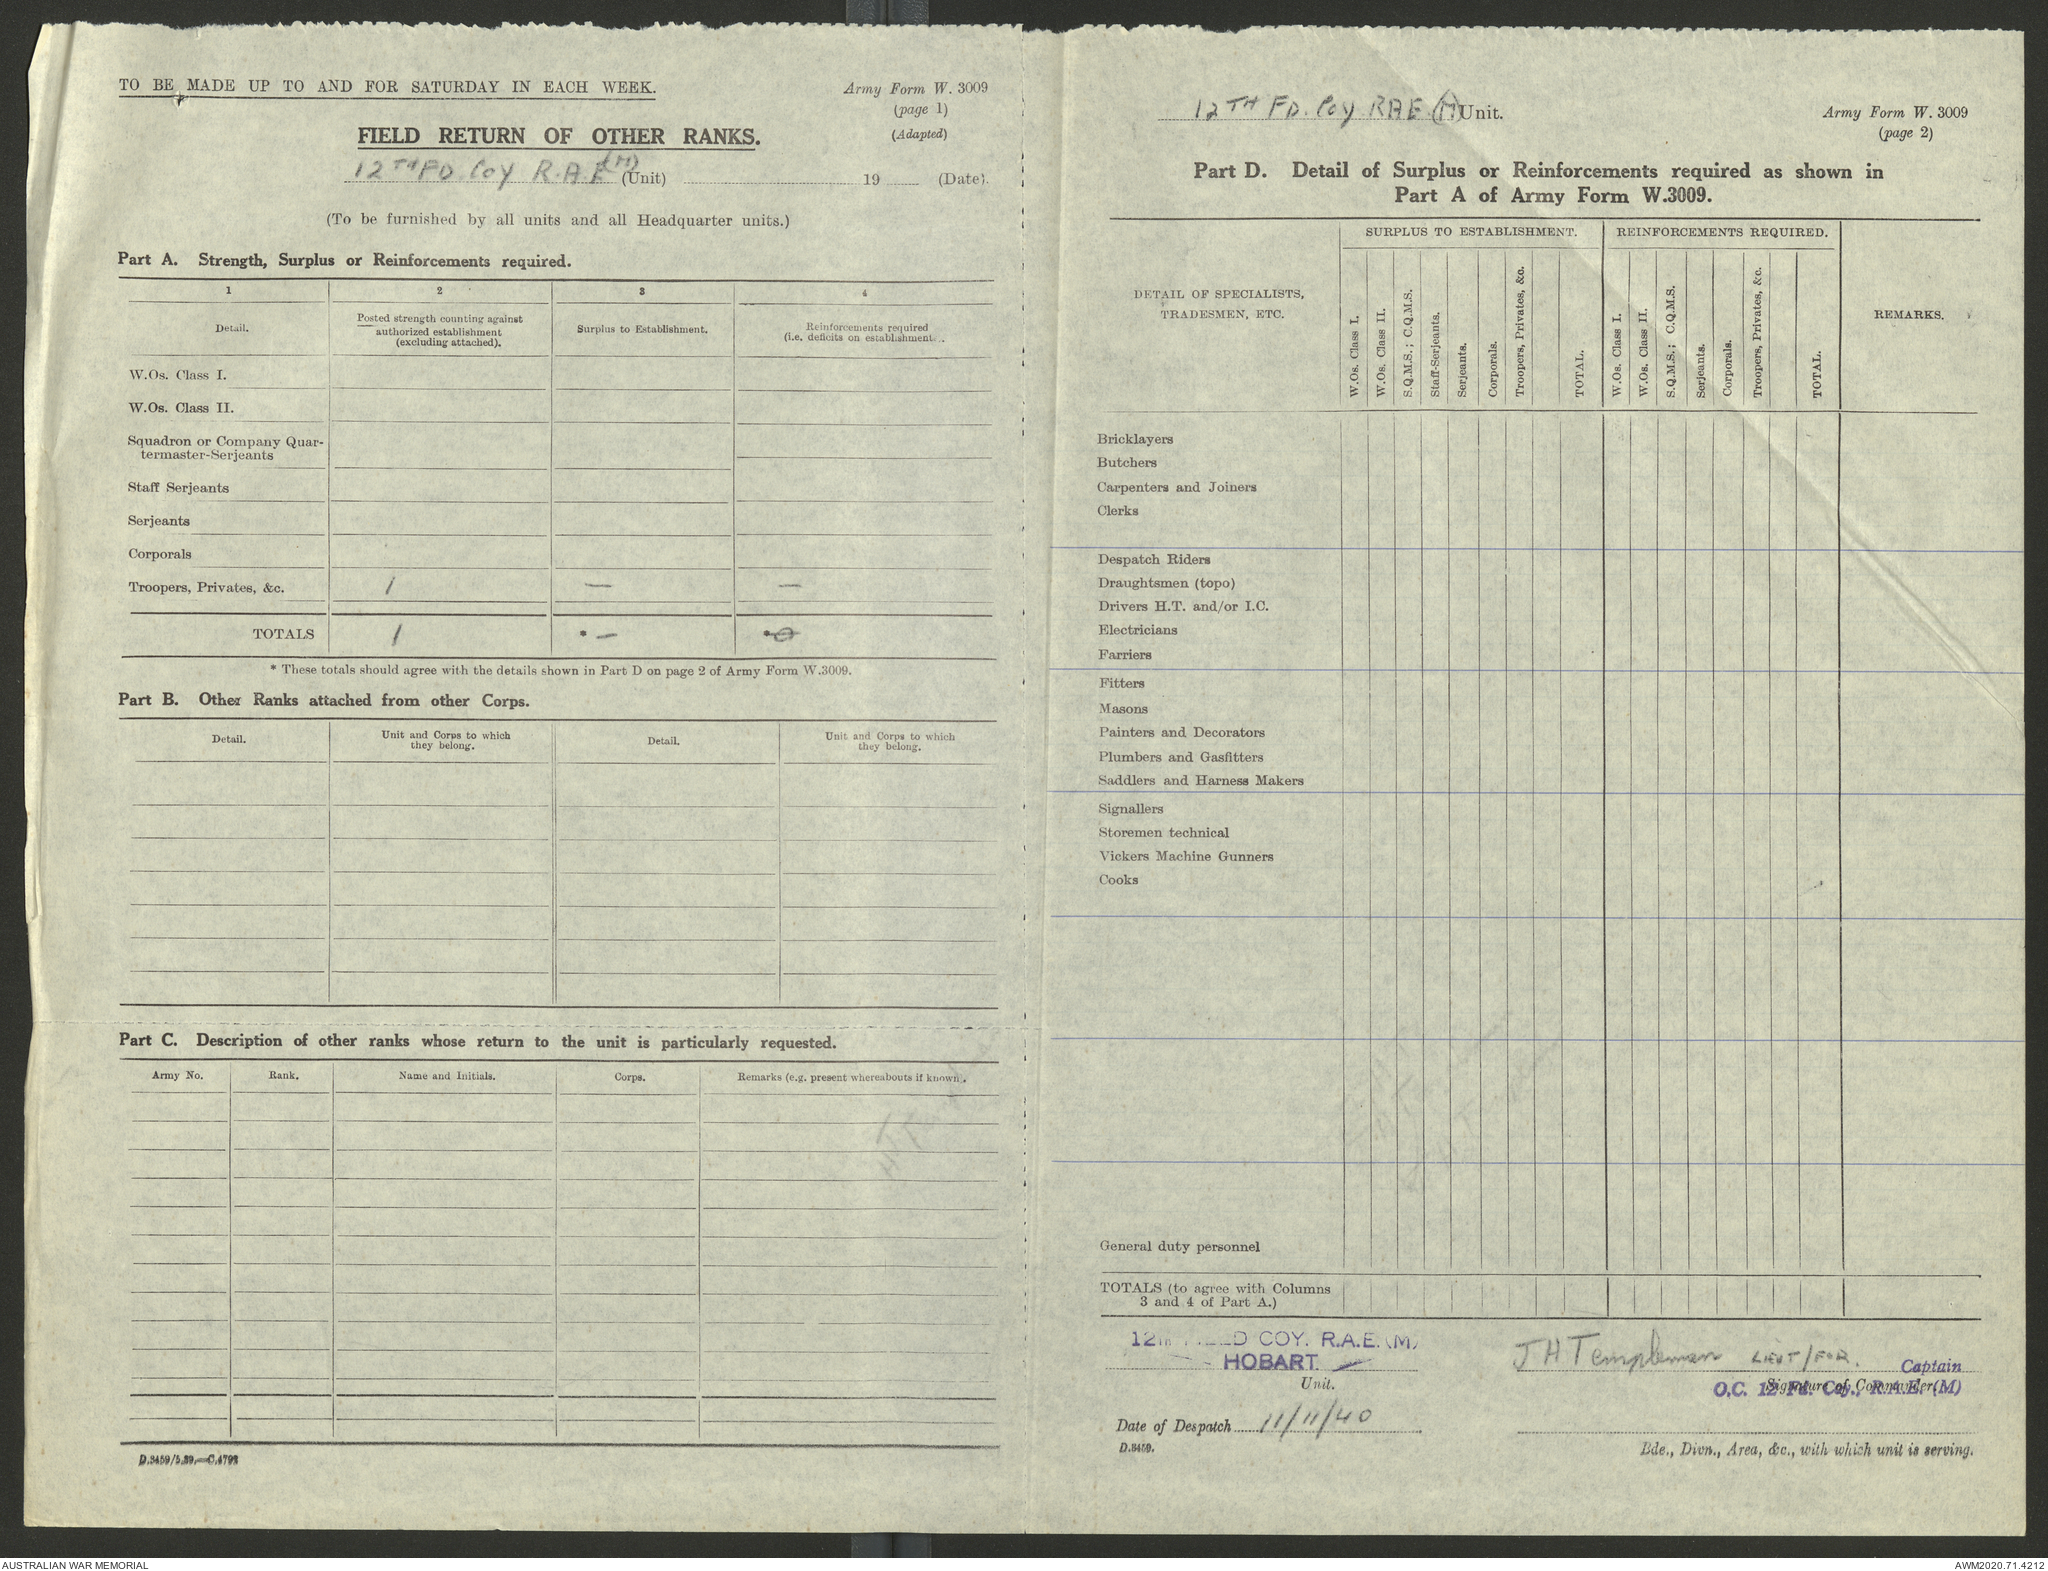 TO BE MADE UP TO AND FOR SATURDAY IN EACH WEEK.
Army Form W. 3009
(page 1)
(Adapted)
FIELD RETURN OF OTHER RANKS.
12TH FD. COY R.A.E (M) (Unit) 19 (Date).
(To be furnished by all units and all Headquarter units.)
Part A. Strength, Surplus or Reinforcements required.
1 2 3 4
Detail.
Posted strength counting against
authorized establishment
(excluding attached).
Surplus to Establishment.
Reinforcements required
(i.e. deficits on establishment.
W.Os. Class I.
W.Os. Class II.
Squadron or Company Quar-
termaster-Serjeants
Staff Serjeants
Serjeants
Corporals
Troopers, Privates, &c. 1 — —
TOTALS 1 * — * 0
* These totals should agree with the details shown in Part D on page 2 of Army Form W.3009.
Part B. Other Ranks attached from other Corps.
Detail.
Unit and Corps to which
they belong.
Detail.
Unit and Corps to which
they belong.
Part C. Description of other ranks whose return to the unit is particularly requested.
Army No. Rank. Name and Initials. Corps. Remarks (e.g. present whereabouts if known).
D.3459/5.39.—C.4793
12TH FD. COY R.A.E. (M) Unit.
Army Form W. 3009
(page 2)
Part D. Detail of Surplus or Reinforcements required as shown in
Part A of Army Form W.3009.
DETAIL OF SPECIALISTS,
TRADESMEN, ETC.
SURPLUS TO ESTABLISHMENT.
W.Os. Class I.
W.Os. Class II.
S.Q.M.S.; C.Q.M.S.
Staff-Serjeants.
Serjeants.
Corporals.
Troopers, Privates, &c.
TOTAL.
REINFORCEMENTS REQUIRED.
W.Os. Class I.
W.Os. Class II.
S.Q.M.S.; C.Q.M.S.
Serjeants.
Corporals.
Troopers, Privates, &c.
TOTAL.
REMARKS.
Bricklayers
Butchers
Carpenters and Joiners
Clerks
Despatch Riders
Draughtsmen (topo)
Drivers H.T. and/or I.C.
Electricians
Farriers
Fitters
Masons
Painters and Decorators
Plumbers and Gasfitters
Saddlers and Harness Makers
Signallers
Storemen technical
Vickers Machine Gunners
Cooks
General duty personnel
TOTALS (to agree with Columns
3 and 4 of Part A.)
COY. R.A.E. (M)
HOBART
Unit.
J H Templeman LIEUT/FOR. Captain
Signature of Commander.
O.C. 12 Fd. Coy., R.A.E. (M)
Date of Despatch 11/11/40
D.3459.
Bde., Divn., Area, &c., with which unit is serving.
AUSTRALIAN WAR MEMORIAL
AWM2020.71.4212